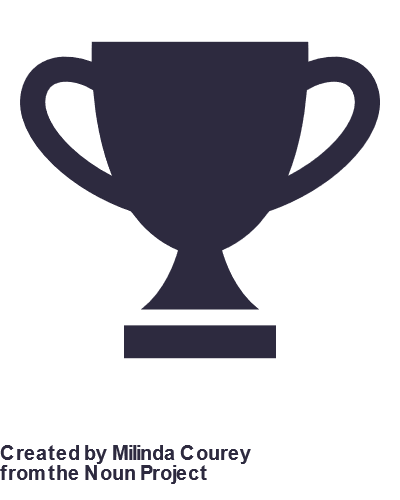 Created by Milinda Courey
from the Noun Project